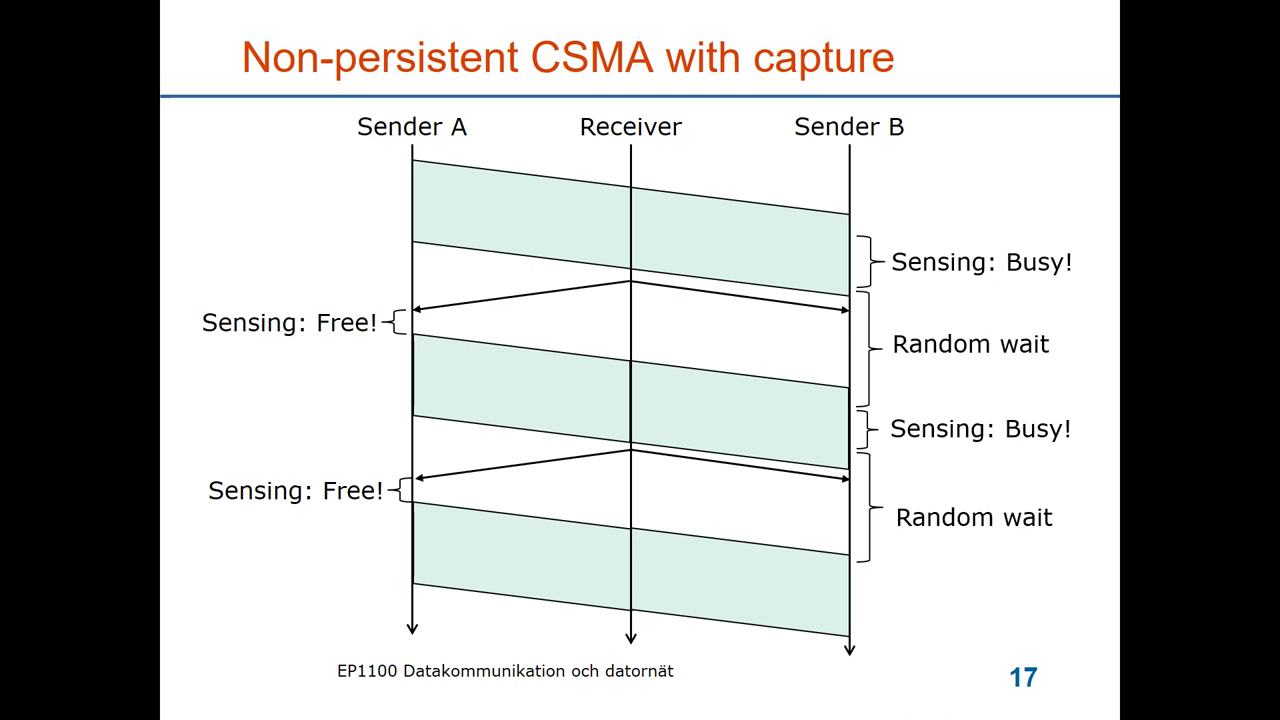 Non-persistent CSMA with capture
Sender A
Receiver
Sender B
Sensing: Busy!
Sensing: Free!
Random wait
Sensing: Busy!
Sensing: Free!
Random wait
EP1100 Datakommunikation och datornät
17